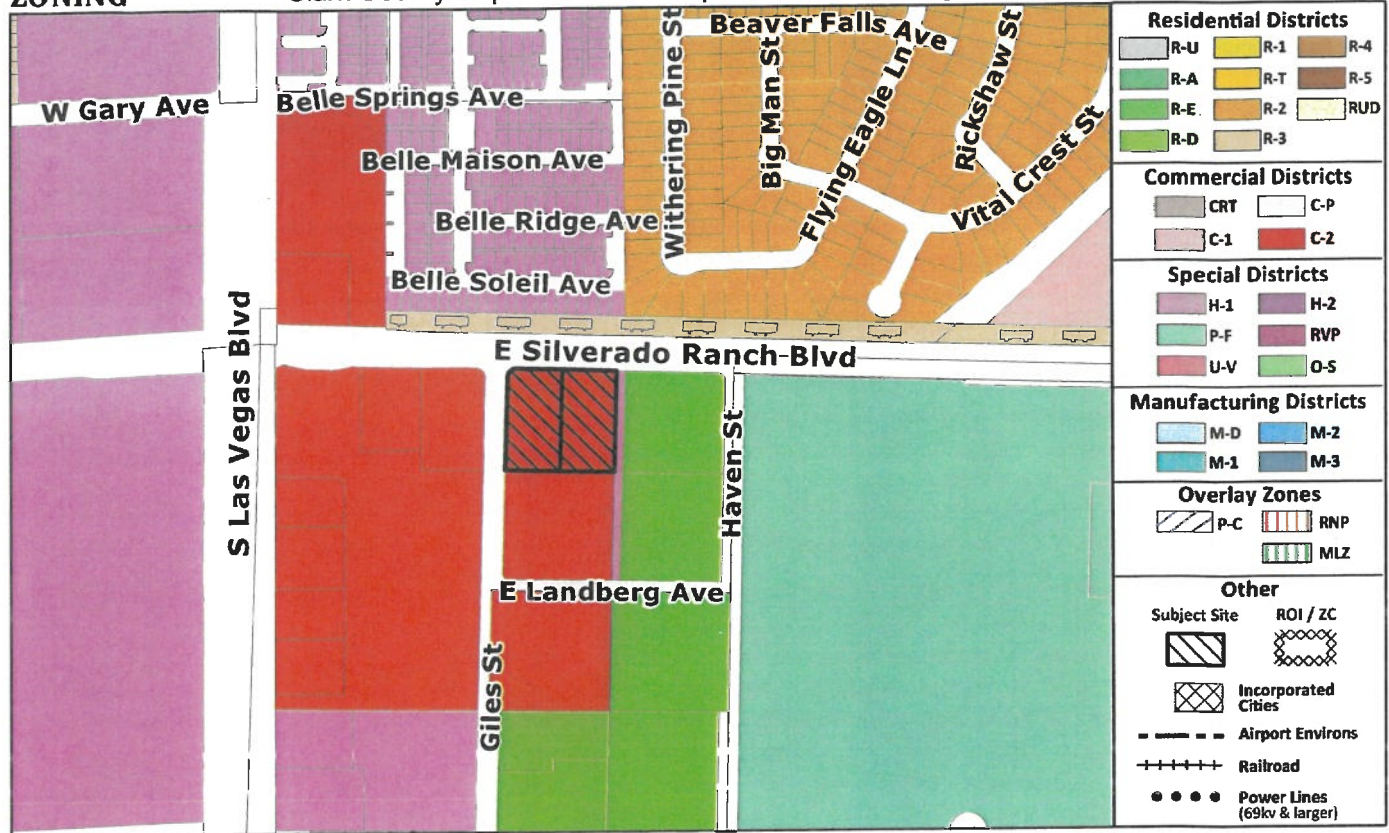 ZONING
Beaver Falls Ave
W Gary Ave
Belle Springs Ave
Withering Pine St
Big Man St
Flying Eagle Ln
Rickshaw St
Vital Crest St
Belle Maison Ave
Belle Ridge Ave
Belle Soleil Ave
S Las Vegas Blvd
E Silverado Ranch Blvd
Haven St
E Landberg Ave
Giles St
Residential Districts
R-U R-1 R-4
R-A R-T R-5
R-E R-2 RUD
R-D R-3
Commercial Districts
CRT C-P
C-1 C-2
Special Districts
H-1 H-2
P-F RVP
U-V O-S
Manufacturing Districts
M-D M-2
M-1 M-3
Overlay Zones
P-C RNP
MLZ
Other
Subject Site ROI / ZC
Incorporated
Cities
Airport Environs
Railroad
Power Lines
(69kv & larger)